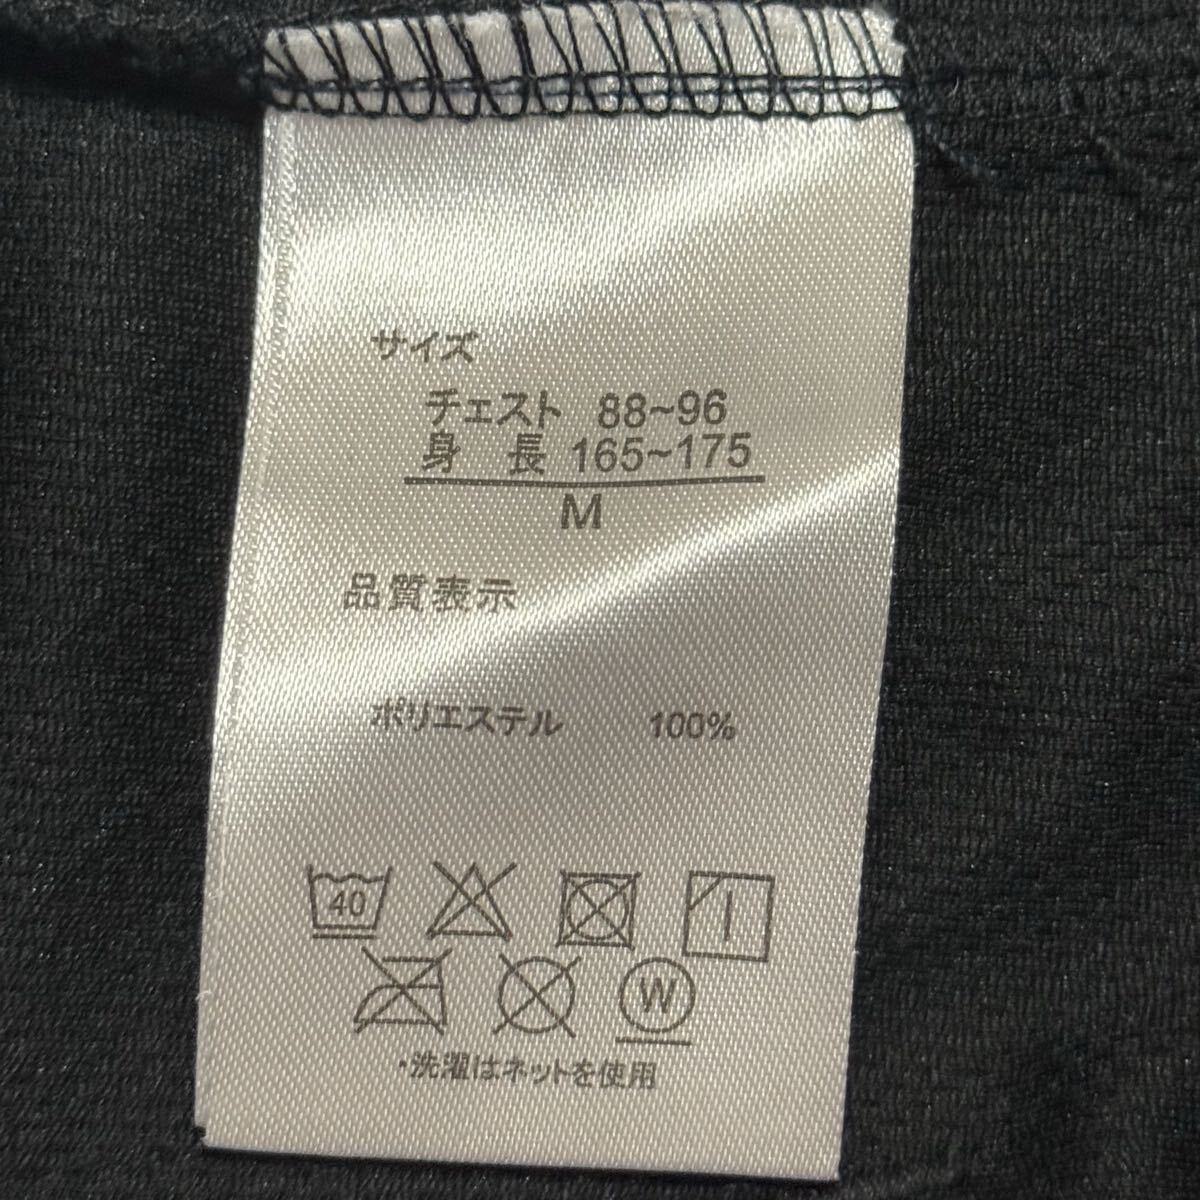 サイズ
チェスト 88~96
身 長 165~175
M
品質表示
ポリエステル 100%
40
W
・洗濯はネットを使用